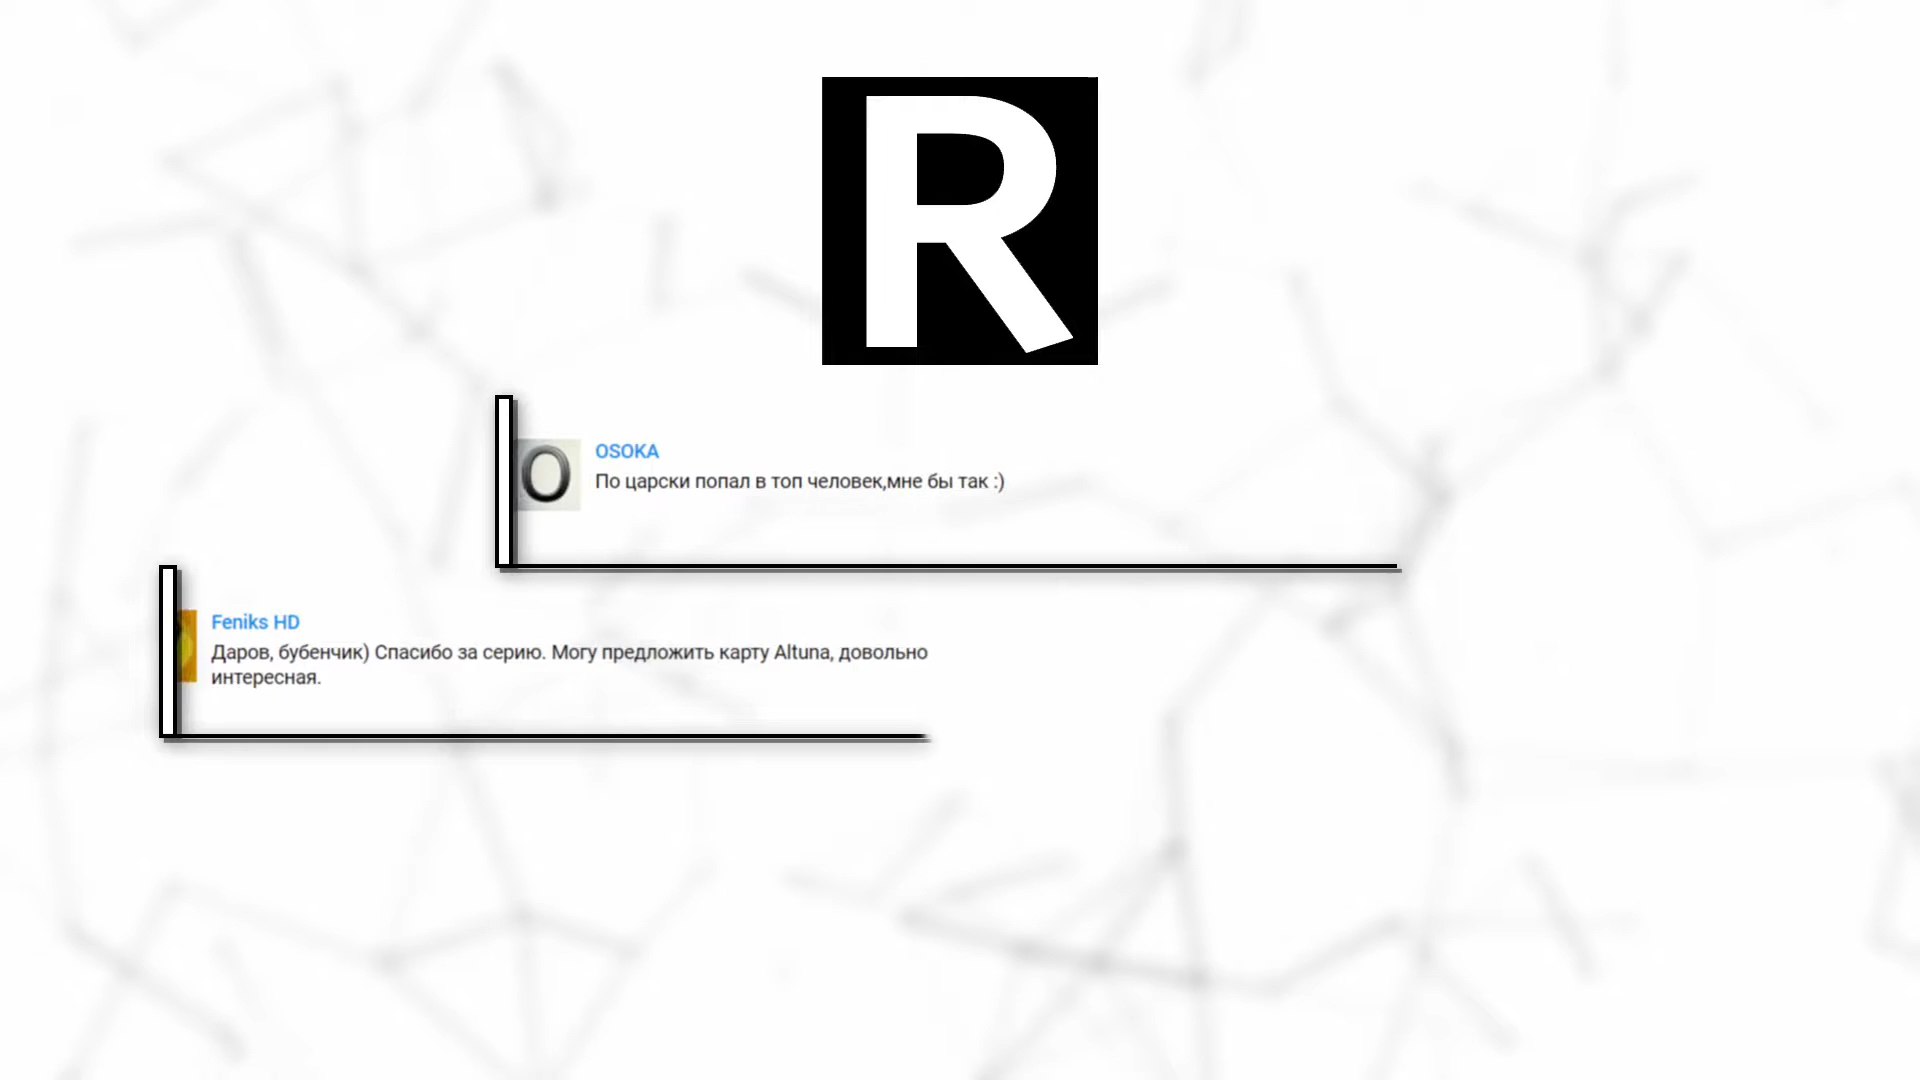 R
O
OSOKA
По царски попал в топ человек,мне бы так :)
Feniks HD
Даров, бубенчик) Спасибо за серию. Могу предложить карту Altuna, довольно
интересная.